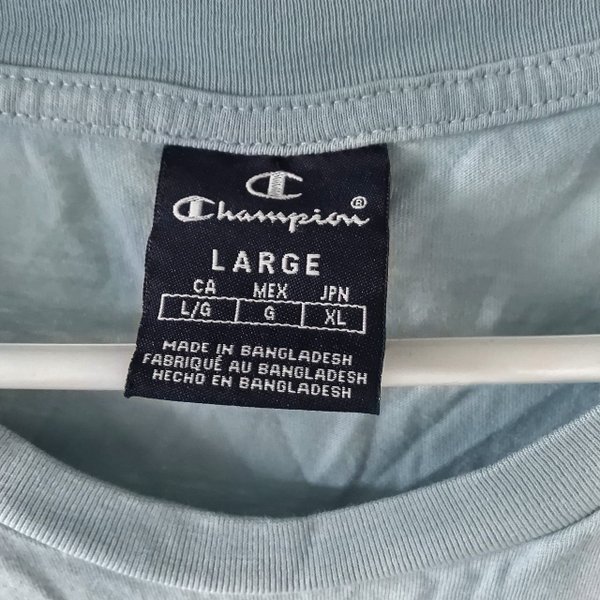 Champion®
LARGE
CA MEX JPN
L/G G XL
MADE IN BANGLADESH
FABRIQUÉ AU BANGLADESH
HECHO EN BANGLADESH